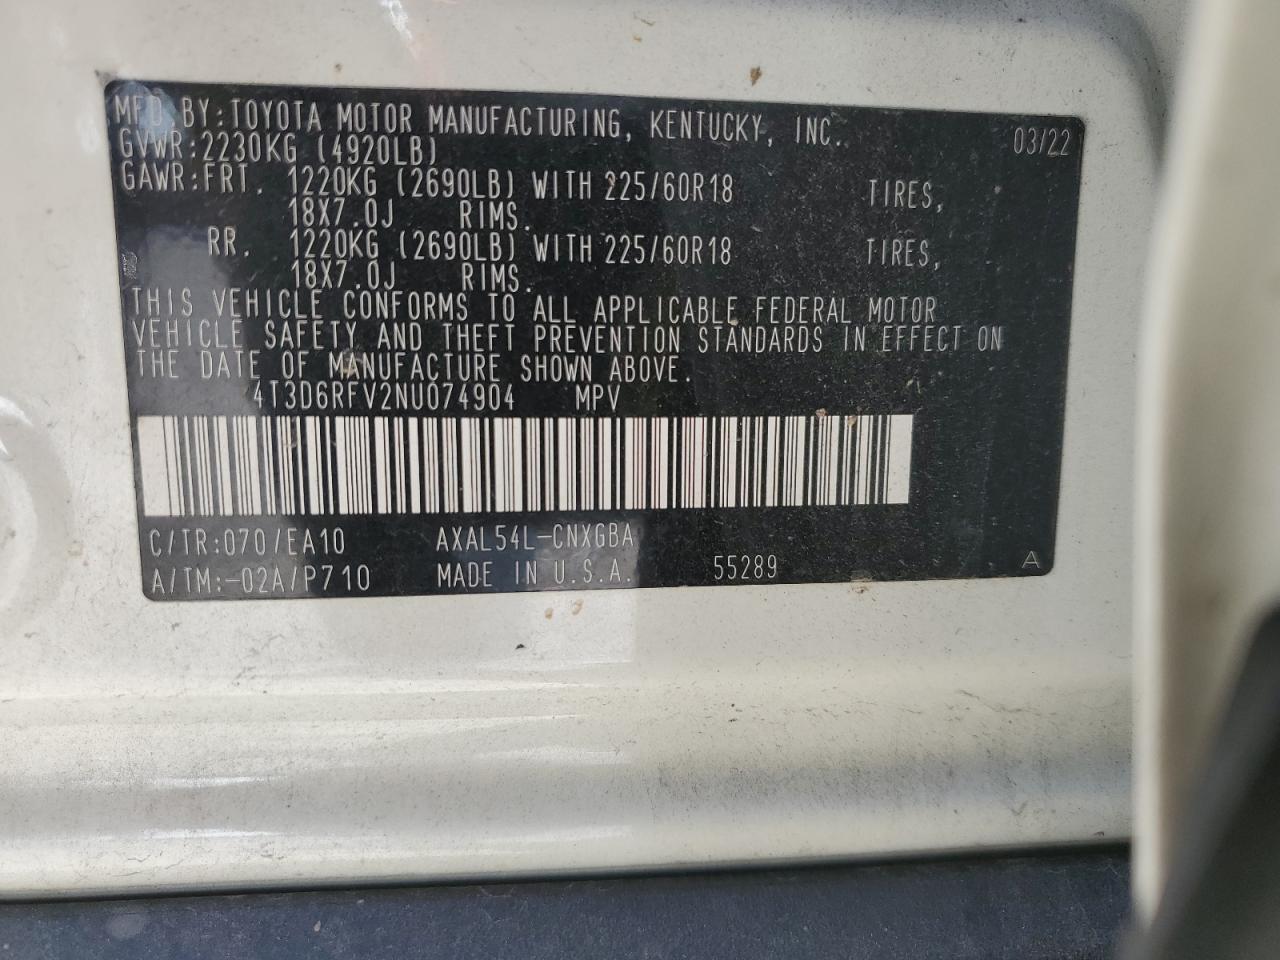 MFD BY: TOYOTA MOTOR MANUFACTURING, KENTUCKY, INC. 03/22
GVWR: 2230KG (4920LB)
GAWR: FRT. 1220KG (2690LB) WITH 225/60R18 TIRES,
18X7.0J RIMS.
RR. 1220KG (2690LB) WITH 225/60R18 TIRES,
18X7.0J RIMS.
THIS VEHICLE CONFORMS TO ALL APPLICABLE FEDERAL MOTOR
VEHICLE SAFETY AND THEFT PREVENTION STANDARDS IN EFFECT ON
THE DATE OF MANUFACTURE SHOWN ABOVE.
4T3D6RFV2NU074904 MPV
C/TR:070/EA10 AXAL54L-CNXGBA
A/TM:-02A/P710 MADE IN U.S.A. 55289 A